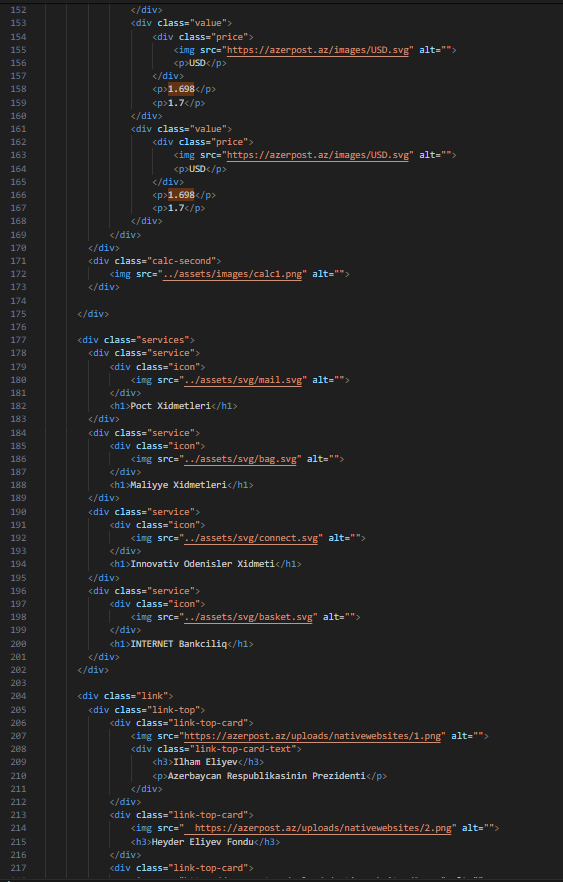 152 </div>
153 <div class="value">
154 <div class="price">
155 <img src="https://azerpost.az/images/USD.svg" alt="">
156 <p>USD</p>
157 </div>
158 <p>1.698</p>
159 <p>1.7</p>
160 </div>
161 <div class="value">
162 <div class="price">
163 <img src="https://azerpost.az/images/USD.svg" alt="">
164 <p>USD</p>
165 </div>
166 <p>1.698</p>
167 <p>1.7</p>
168 </div>
169 </div>
170 </div>
171 <div class="calc-second">
172 <img src="../assets/images/calc1.png" alt="">
173 </div>
174
175 </div>
176
177 <div class="services">
178 <div class="service">
179 <div class="icon">
180 <img src="../assets/svg/mail.svg" alt="">
181 </div>
182 <h1>Poct Xidmetleri</h1>
183 </div>
184 <div class="service">
185 <div class="icon">
186 <img src="../assets/svg/bag.svg" alt="">
187 </div>
188 <h1>Maliyye Xidmetleri</h1>
189 </div>
190 <div class="service">
191 <div class="icon">
192 <img src="../assets/svg/connect.svg" alt="">
193 </div>
194 <h1>Innovativ Odenisler Xidmeti</h1>
195 </div>
196 <div class="service">
197 <div class="icon">
198 <img src="../assets/svg/basket.svg" alt="">
199 </div>
200 <h1>INTERNET Bankciliq</h1>
201 </div>
202 </div>
203
204 <div class="link">
205 <div class="link-top">
206 <div class="link-top-card">
207 <img src="https://azerpost.az/uploads/nativewebsites/1.png" alt="">
208 <div class="link-top-card-text">
209 <h3>Ilham Eliyev</h3>
210 <p>Azerbaycan Respublikasinin Prezidenti</p>
211 </div>
212 </div>
213 <div class="link-top-card">
214 <img src="  https://azerpost.az/uploads/nativewebsites/2.png" alt="">
215 <h3>Heyder Eliyev Fondu</h3>
216 </div>
217 <div class="link-top-card">